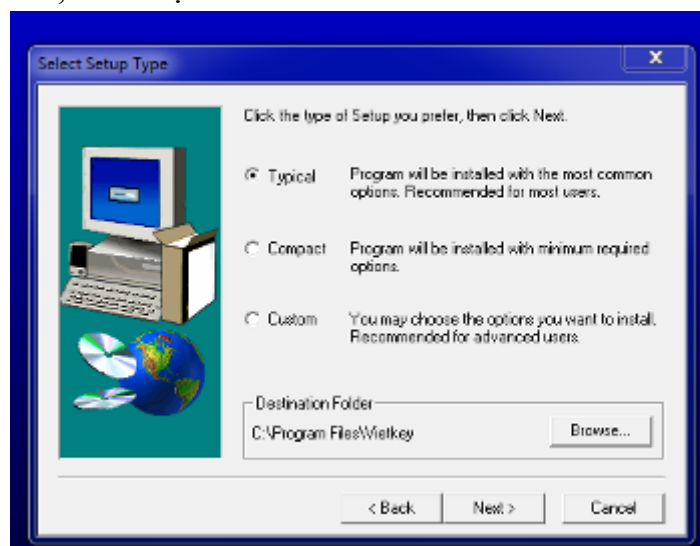 Select Setup Type
X
Click the type of Setup you prefer, then click Next.
Typical
Program will be installed with the most common
options. Recommended for most users.
Compact
Program will be installed with minimum required
options.
Custom
You may choose the options you want to install.
Recommended for advanced users.
Destination Folder
C:\Program Files\Vietkey
Browse...
< Back
Next >
Cancel